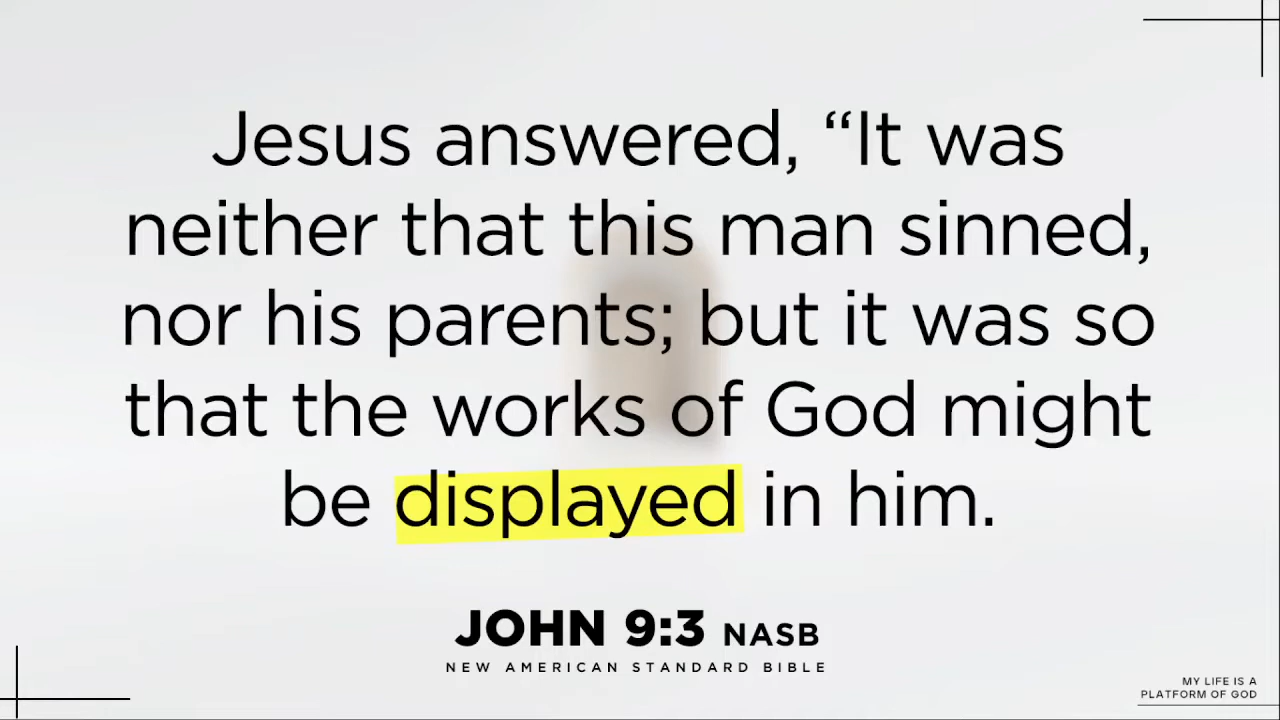 Jesus answered, “It was
neither that this man sinned,
nor his parents; but it was so
that the works of God might
be displayed in him.
JOHN 9:3 NASB
NEW AMERICAN STANDARD BIBLE
MY LIFE IS A
PLATFORM OF GOD